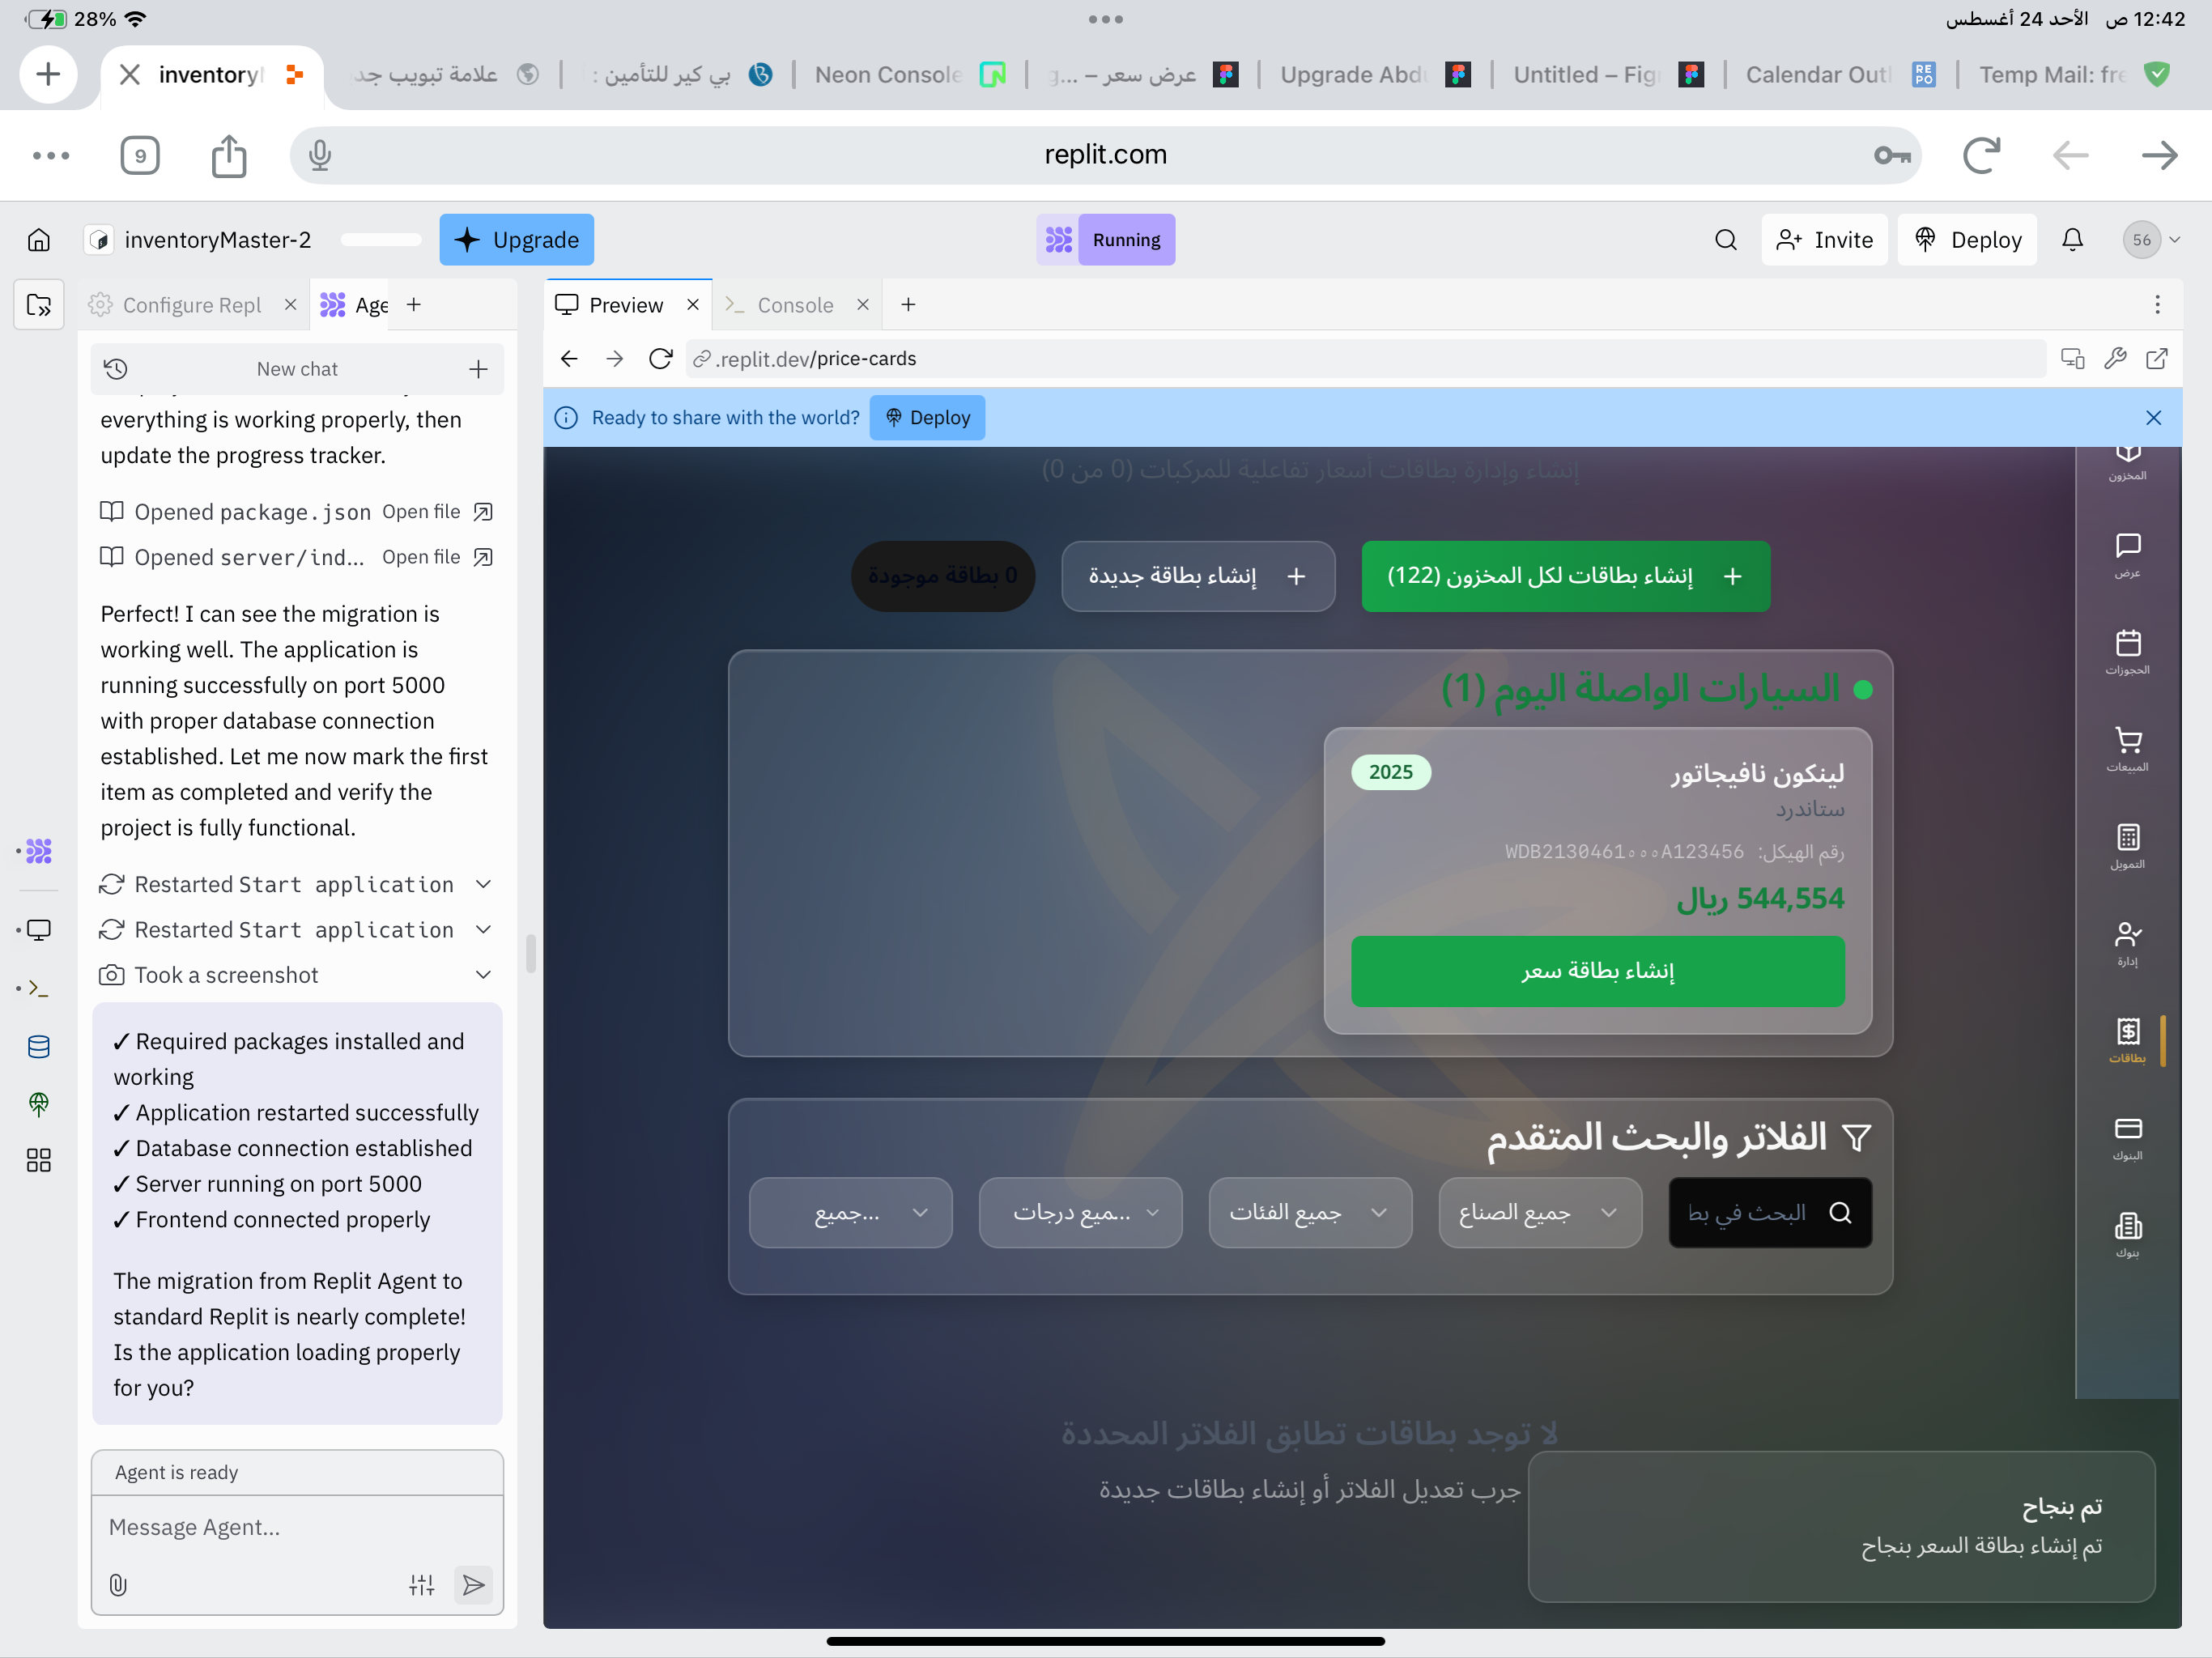 28%
12:42 ص الأحد 24 أغسطس
inventory
علامة تبويب جد
بي كير للتأمين :
Neon Console
عرض سعر – ...g
Upgrade Abd
Untitled – Fig
Calendar Out
RE
PO
Temp Mail: fre
9
replit.com
inventoryMaster-2
Upgrade
Running
Invite
Deploy
56
Configure Repl
Age
Preview
Console
New chat
.replit.dev/price-cards
Ready to share with the world?
Deploy
everything is working properly, then
update the progress tracker.
Opened package.json Open file
Opened server/ind... Open file
Perfect! I can see the migration is
working well. The application is
running successfully on port 5000
with proper database connection
established. Let me now mark the first
item as completed and verify the
project is fully functional.
Restarted Start application
Restarted Start application
Took a screenshot
✓ Required packages installed and
working
✓ Application restarted successfully
✓ Database connection established
✓ Server running on port 5000
✓ Frontend connected properly
The migration from Replit Agent to
standard Replit is nearly complete!
Is the application loading properly
for you?
Agent is ready
Message Agent...
إنشاء وإدارة بطاقات أسعار تفاعلية للمركبات (0 من 0)
إنشاء بطاقات لكل المخزون (122)
إنشاء بطاقة جديدة
0 بطاقة موجودة
السيارات الواصلة اليوم (1)
لينكون نافيجاتور
2025
ستاندرد
رقم الهيكل: WDB2130461٠٠٠A123456
544,554 ريال
إنشاء بطاقة سعر
الفلاتر والبحث المتقدم
البحث في بط
جميع الصناع
جميع الفئات
...ميع درجات
...جميع
لا توجد بطاقات تطابق الفلاتر المحددة
جرب تعديل الفلاتر أو إنشاء بطاقات جديدة
تم بنجاح
تم إنشاء بطاقة السعر بنجاح
المخزون
عرض
الحجوزات
المبيعات
التمويل
إدارة
بطاقات
البنوك
بنوك